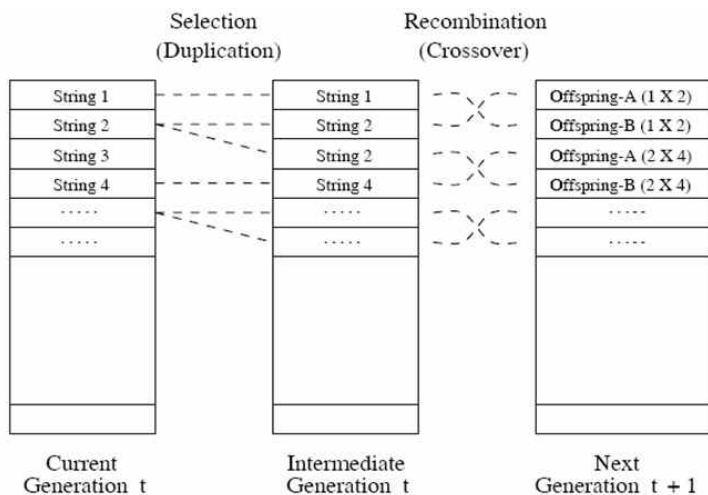 Selection
(Duplication)
Recombination
(Crossover)
String 1
String 2
String 3
String 4
.....
.....
String 1
String 2
String 2
String 4
.....
.....
Offspring-A (1 X 2)
Offspring-B (1 X 2)
Offspring-A (2 X 4)
Offspring-B (2 X 4)
-----
-----
Current
Generation t
Intermediate
Generation t
Next
Generation t + 1